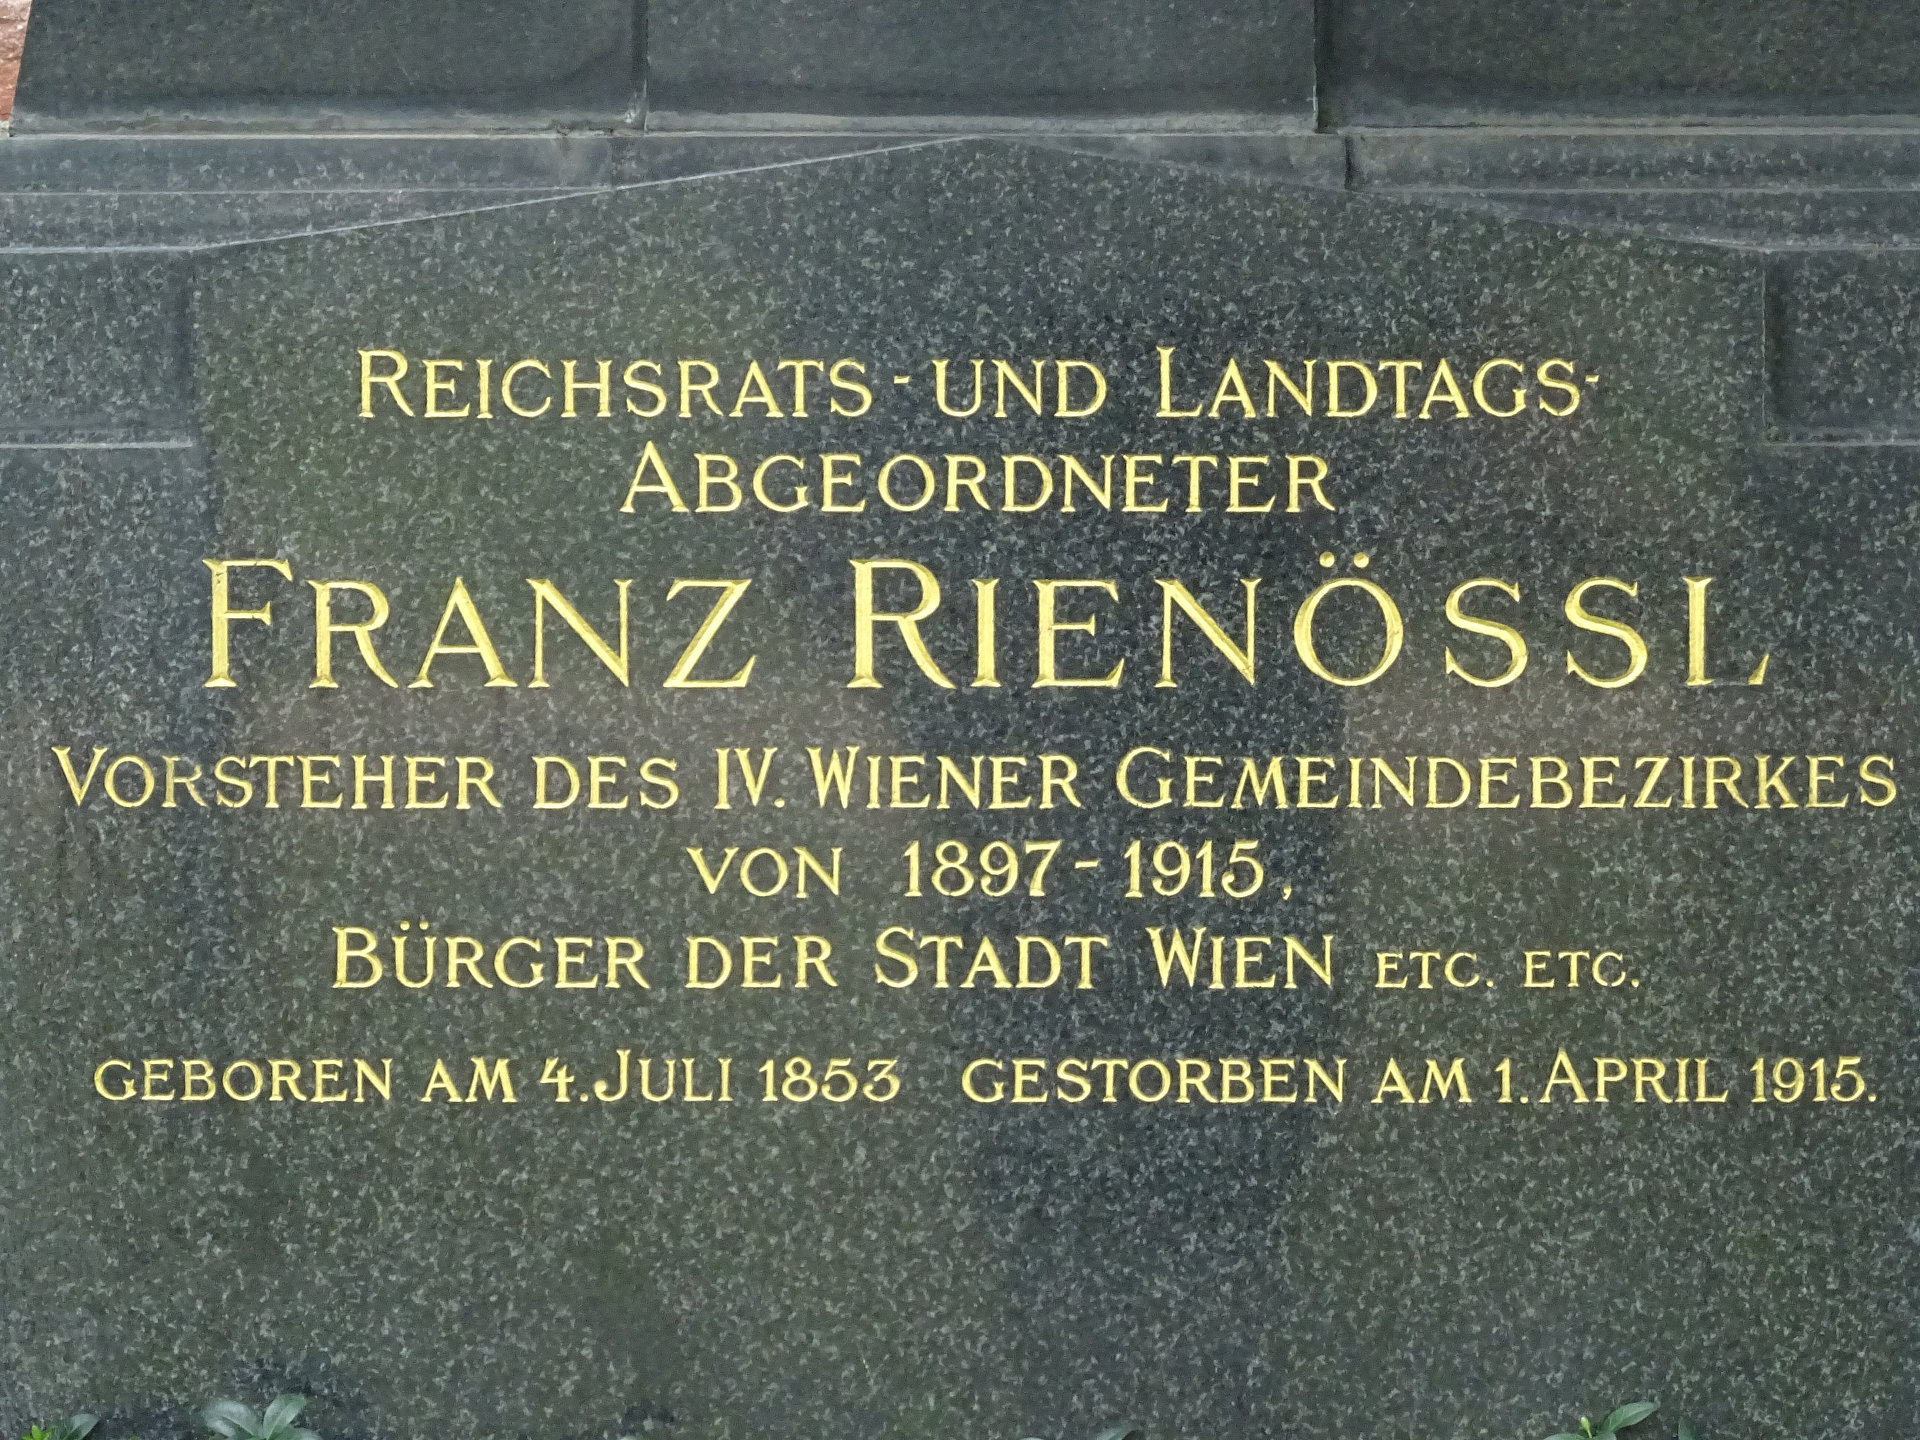 REICHSRATS- UND LANDTAGS-
ABGEORDNETER
FRANZ RIENÖSSL
VORSTEHER DES IV. WIENER GEMEINDEBEZIRKES
VON 1897-1915,
BÜRGER DER STADT WIEN ETC. ETC.
GEBOREN AM 4. JULI 1853 GESTORBEN AM 1. APRIL 1915.